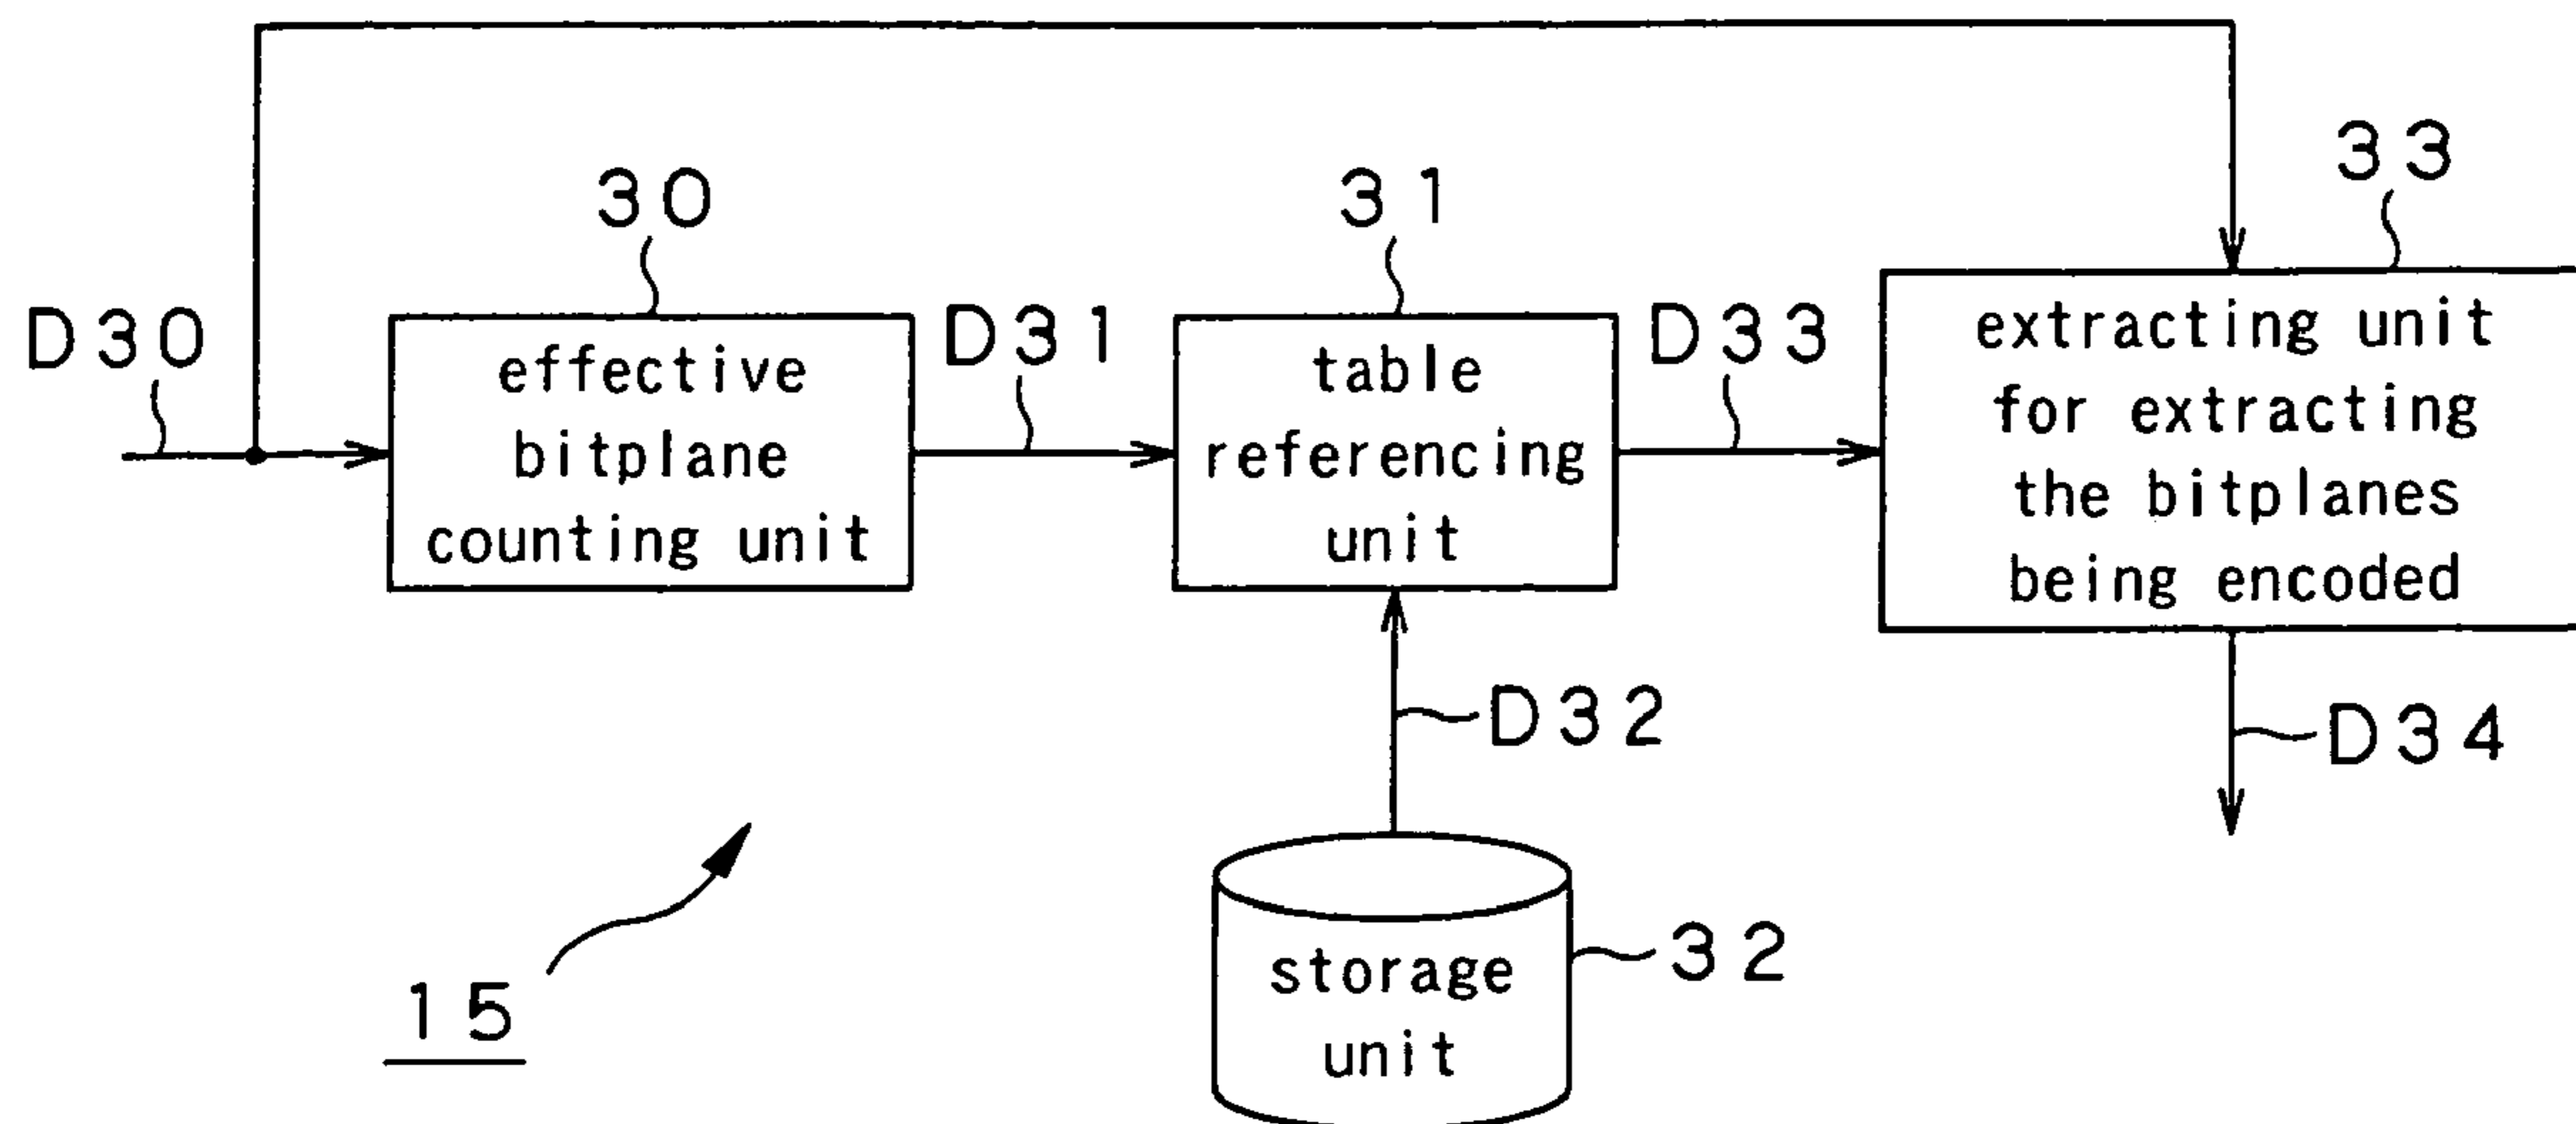 30
31
33
D30
effective
bitplane
counting unit
D31
table
referencing
unit
D33
extracting unit
for extracting
the bitplanes
being encoded
D32
D34
storage
unit
32
15